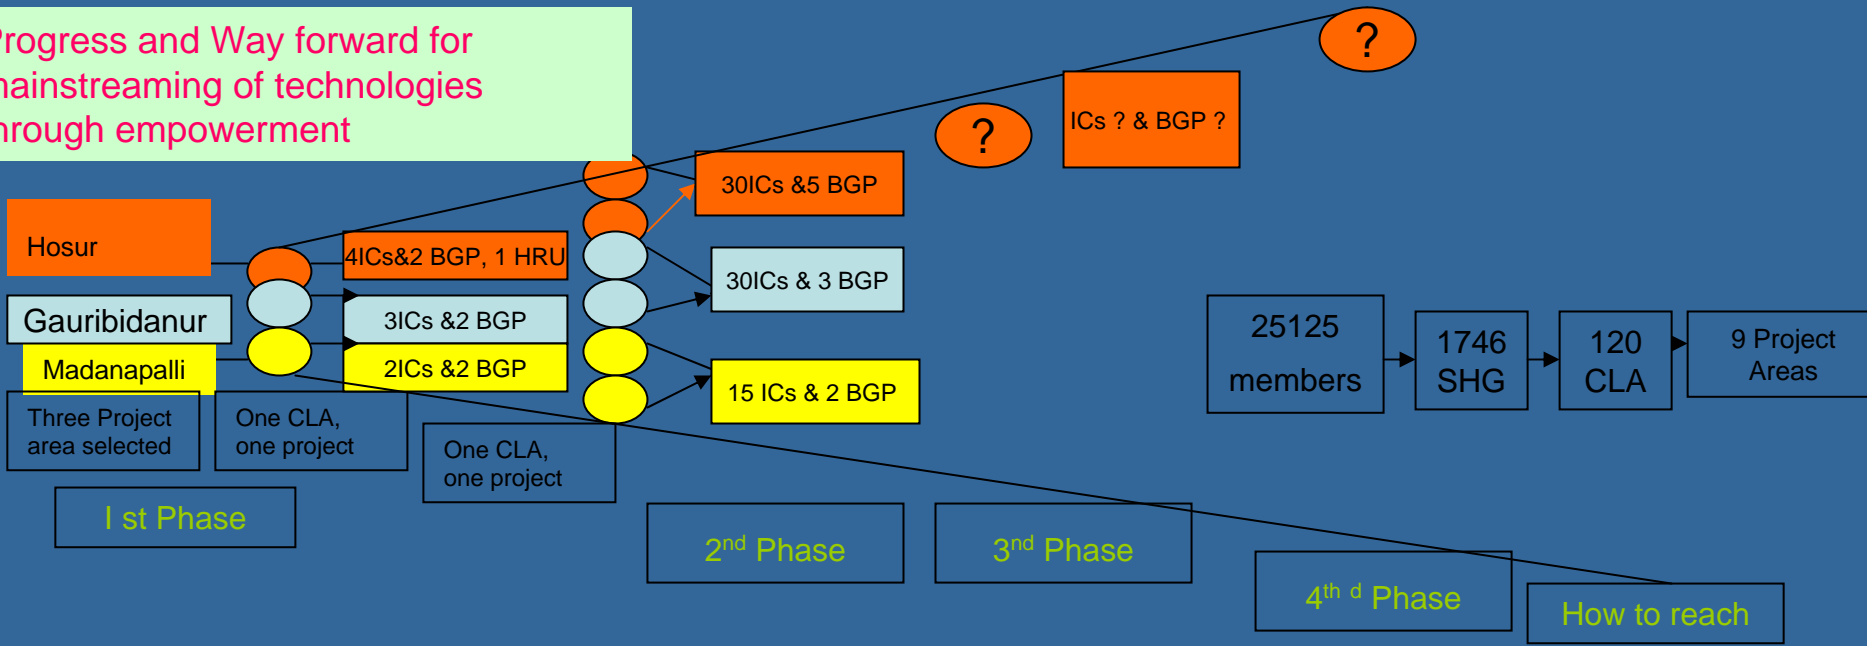 Progress and Way forward for
mainstreaming of technologies
through empowerment
?
ICs ? & BGP ?
?
30ICs &5 BGP
Hosur
4ICs&2 BGP, 1 HRU
30ICs & 3 BGP
Gauribidanur
3ICs &2 BGP
Madanapalli
2ICs &2 BGP
15 ICs & 2 BGP
25125
members
1746
SHG
120
CLA
9 Project
Areas
Three Project
area selected
One CLA,
one project
One CLA,
one project
I st Phase
2nd Phase
3nd Phase
4th d Phase
How to reach